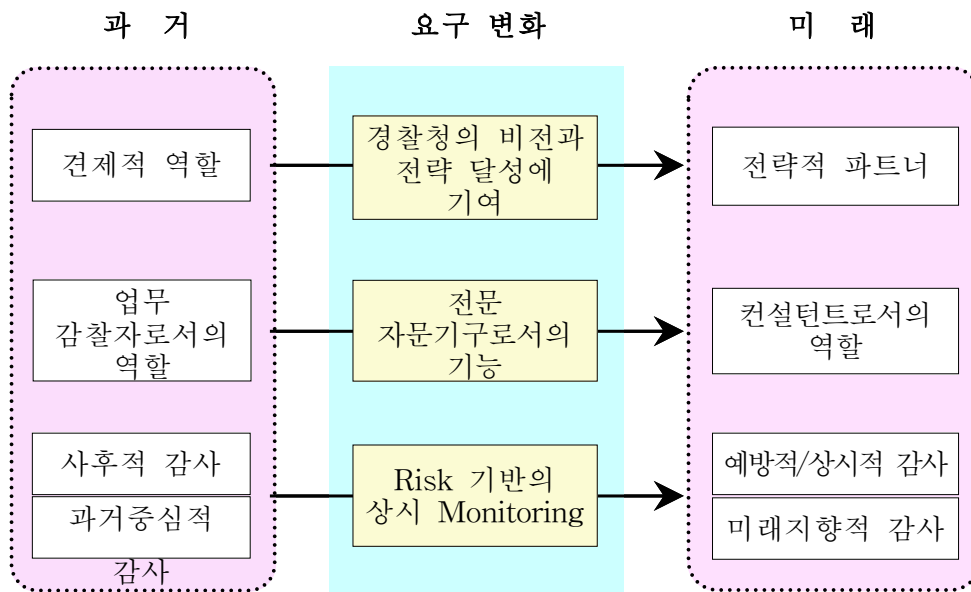 과 거
요구 변화
미 래
견제적 역할
경찰청의 비전과
전략 달성에
기여
전략적 파트너
업무
감찰자로서의
역할
전문
자문기구로서의
기능
컨설턴트로서의
역할
사후적 감사
과거중심적
감사
Risk 기반의
상시 Monitoring
예방적/상시적 감사
미래지향적 감사